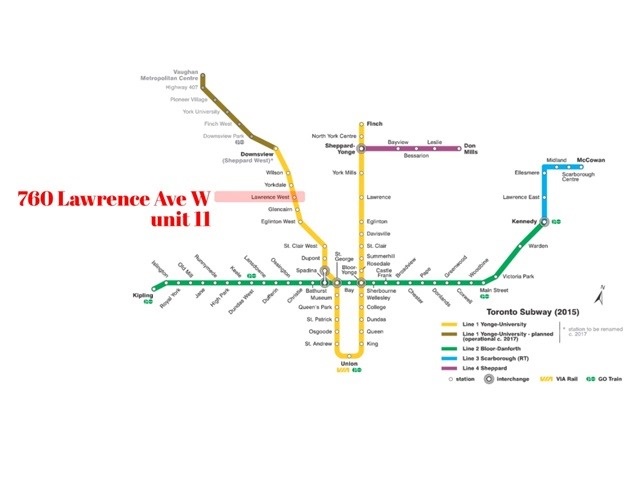 Vaughan
Metropolitan Centre
Highway 407
Pioneer Village
York University
Finch West
Downsview Park
Downsview
(Sheppard West)*
Wilson
Yorkdale
760 Lawrence Ave W
unit 11
Lawrence West
Glencairn
Eglinton West
St. Clair West
Dupont
Spadina
St.
George
Bloor-
Yonge
Finch
North York Centre
Sheppard-
Yonge
Bayview
Leslie
Bessarion
Don
Mills
York Mills
Lawrence
Eglinton
Davisville
St. Clair
Summerhill
Rosedale
Castle
Frank
Ellesmere
Midland
McCowan
Scarborough
Centre
Lawrence East
Kennedy
GO
Warden
Victoria Park
Kipling
GO
Islington
Royal York
Old Mill
Jane
Runnymede
High Park
Keele
Dundas West
GO
Lansdowne
Dufferin
Ossington
Christie
Bathurst
Bay
Sherbourne
Broadview
Chester
Pape
Donlands
Greenwood
Coxwell
Woodbine
Main Street
GO
Museum
Queen's Park
St. Patrick
Osgoode
St. Andrew
Wellesley
College
Dundas
Queen
King
Union
VIA
GO
N
Toronto Subway (2015)
Line 1 Yonge-University
Line 1 Yonge-University - planned
(operational c. 2017)
* station to be renamed
c. 2017
Line 2 Bloor-Danforth
Line 3 Scarborough (RT)
Line 4 Sheppard
station
interchange
VIA
VIA Rail
GO
GO Train